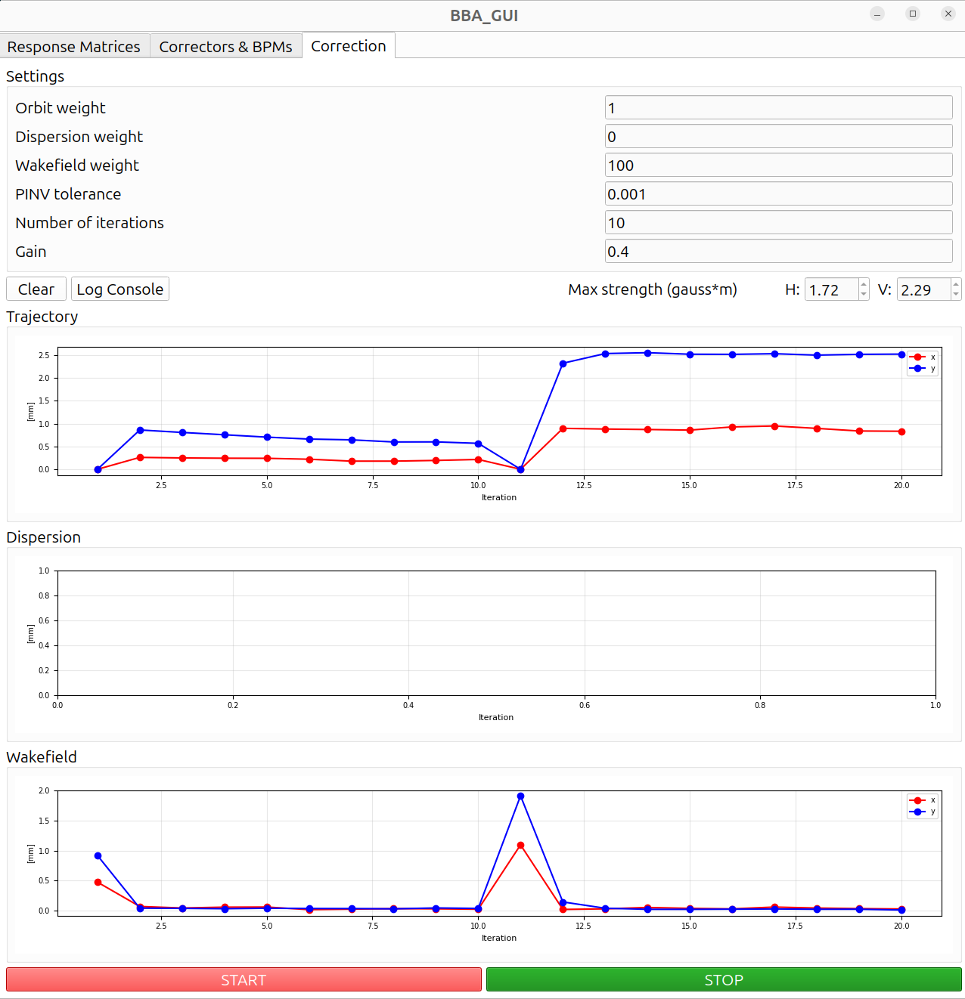 BBA_GUI
Response Matrices Correctors & BPMs Correction
Settings
Orbit weight 1
Dispersion weight 0
Wakefield weight 100
PINV tolerance 0.001
Number of iterations 10
Gain 0.4
Clear Log Console Max strength (gauss*m) H: 1.72 V: 2.29
Trajectory
2.5
2.0
1.5
1.0
0.5
0.0
[mm]
x
y
2.5 5.0 7.5 10.0 12.5 15.0 17.5 20.0
Iteration
Dispersion
1.0
0.8
0.6
0.4
0.2
0.0
[mm]
0.0 0.2 0.4 0.6 0.8 1.0
Iteration
Wakefield
2.0
1.5
1.0
0.5
0.0
[mm]
x
y
2.5 5.0 7.5 10.0 12.5 15.0 17.5 20.0
Iteration
START STOP